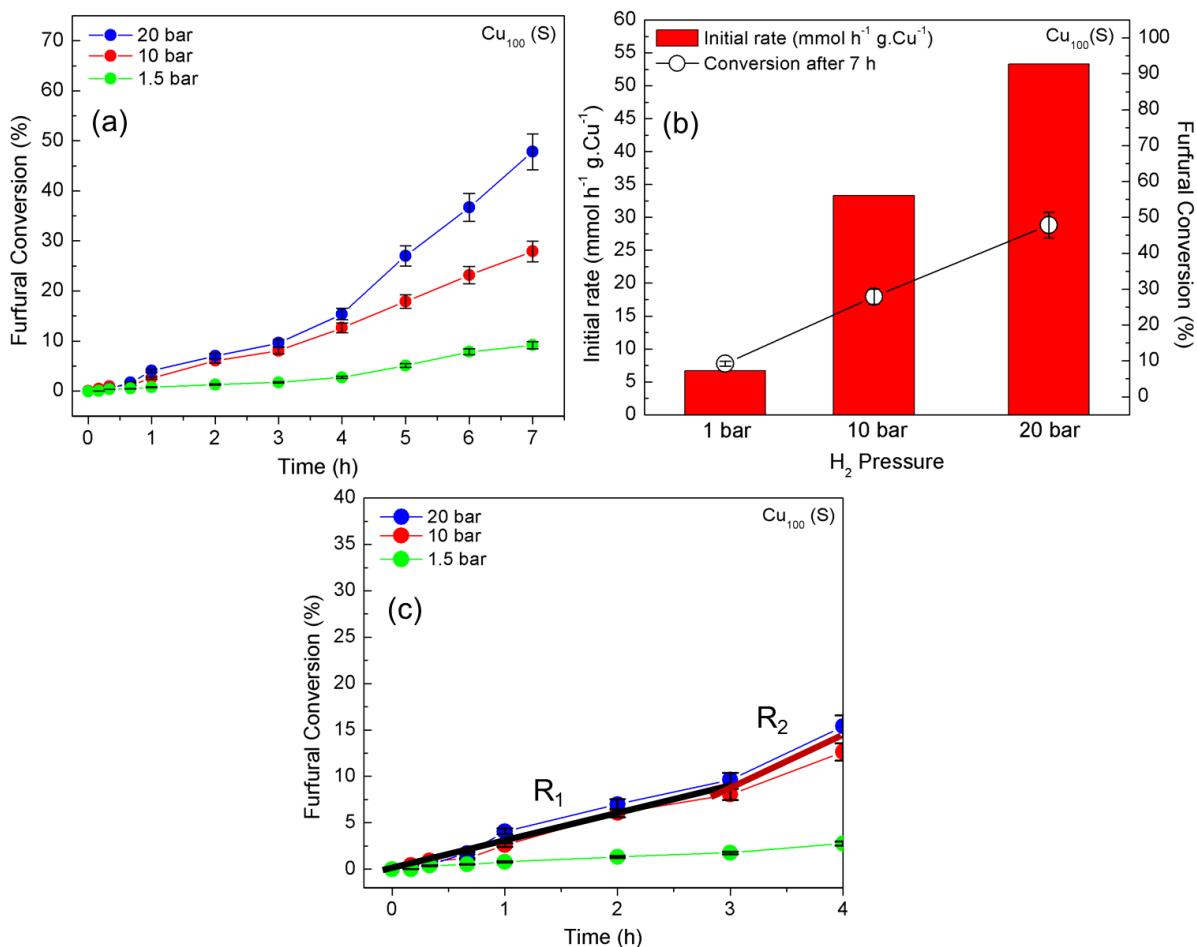 20 bar
10 bar
1.5 bar
Cu₁₀₀ (S)
(a)
70
60
50
40
30
20
10
0
Furfural Conversion (%)
0 1 2 3 4 5 6 7
Time (h)
Initial rate (mmol h⁻¹ g.Cu⁻¹)
Conversion after 7 h
Cu₁₀₀(S)
(b)
60
55
50
45
40
35
30
25
20
15
10
5
0
Initial rate (mmol h⁻¹ g.Cu⁻¹)
100
90
80
70
60
50
40
30
20
10
0
Furfural Conversion (%)
1 bar 10 bar 20 bar
H₂ Pressure
20 bar
10 bar
1.5 bar
Cu₁₀₀ (S)
(c)
40
35
30
25
20
15
10
5
0
Furfural Conversion (%)
R₁
R₂
0 1 2 3 4
Time (h)